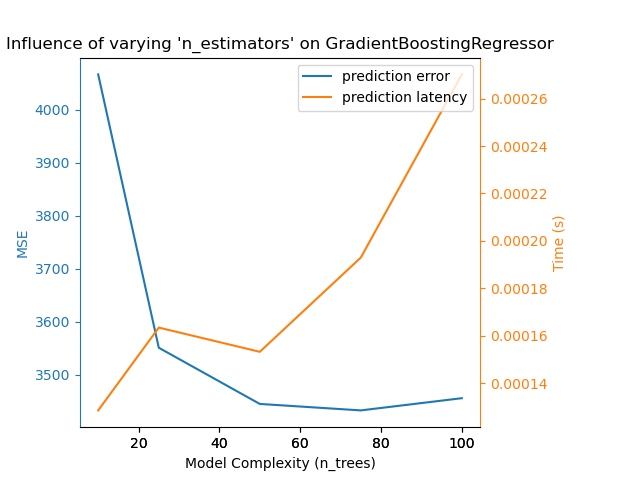 Influence of varying 'n_estimators' on GradientBoostingRegressor
prediction error
prediction latency
4000
3900
3800
3700
3600
3500
MSE
0.00026
0.00024
0.00022
0.00020
0.00018
0.00016
0.00014
Time (s)
20 40 60 80 100
Model Complexity (n_trees)